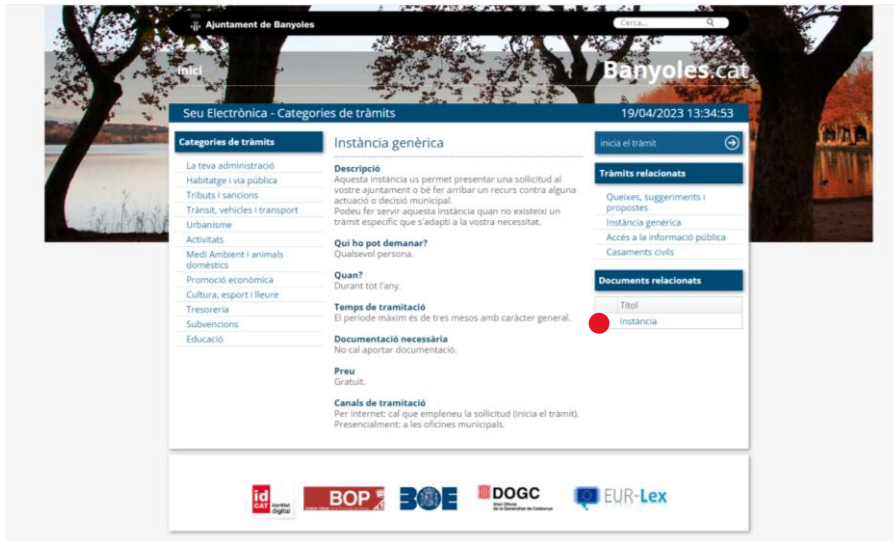 Ajuntament de Banyoles
Cerca...
inici
Banyoles.cat
Seu Electrònica - Categories de tràmits
19/04/2023 13:34:53
Categories de tràmits
La teva administració
Habitatge i via pública
Tributs i sancions
Trànsit, vehicles i transport
Urbanisme
Activitats
Medi Ambient i animals
domèstics
Promoció econòmica
Cultura, esport i lleure
Tresoreria
Subvencions
Educació
Instància genèrica
Descripció
Aquesta instància us permet presentar una sol·licitud al
vostre ajuntament o bé fer arribar un recurs contra alguna
actuació o decisió municipal.
Podeu fer servir aquesta instància quan no existeixi un
tràmit específic que s'adapti a la vostra necessitat.
Qui ho pot demanar?
Qualsevol persona.
Quan?
Durant tot l'any.
Temps de tramitació
El període màxim és de tres mesos amb caràcter general.
Documentació necessària
No cal aportar documentació.
Preu
Gratuït.
Canals de tramitació
Per Internet: cal que empleneu la sol·licitud (inicia el tràmit).
Presencialment: a les oficines municipals.
inicia el tràmit
Tràmits relacionats
Queixes, suggeriments i
propostes
Instància genèrica
Accés a la informació pública
Casaments civils
Documents relacionats
Títol
Instància
id
CAT
identitat
digital
BOP
BOE
DOGC
EUR-Lex